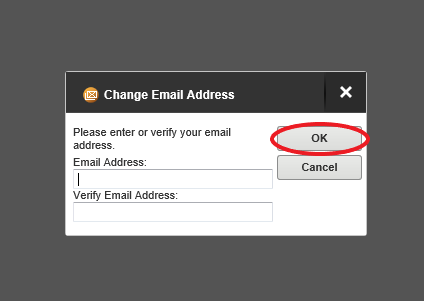 Change Email Address
Please enter or verify your email
address.
Email Address:
Verify Email Address:
OK
Cancel